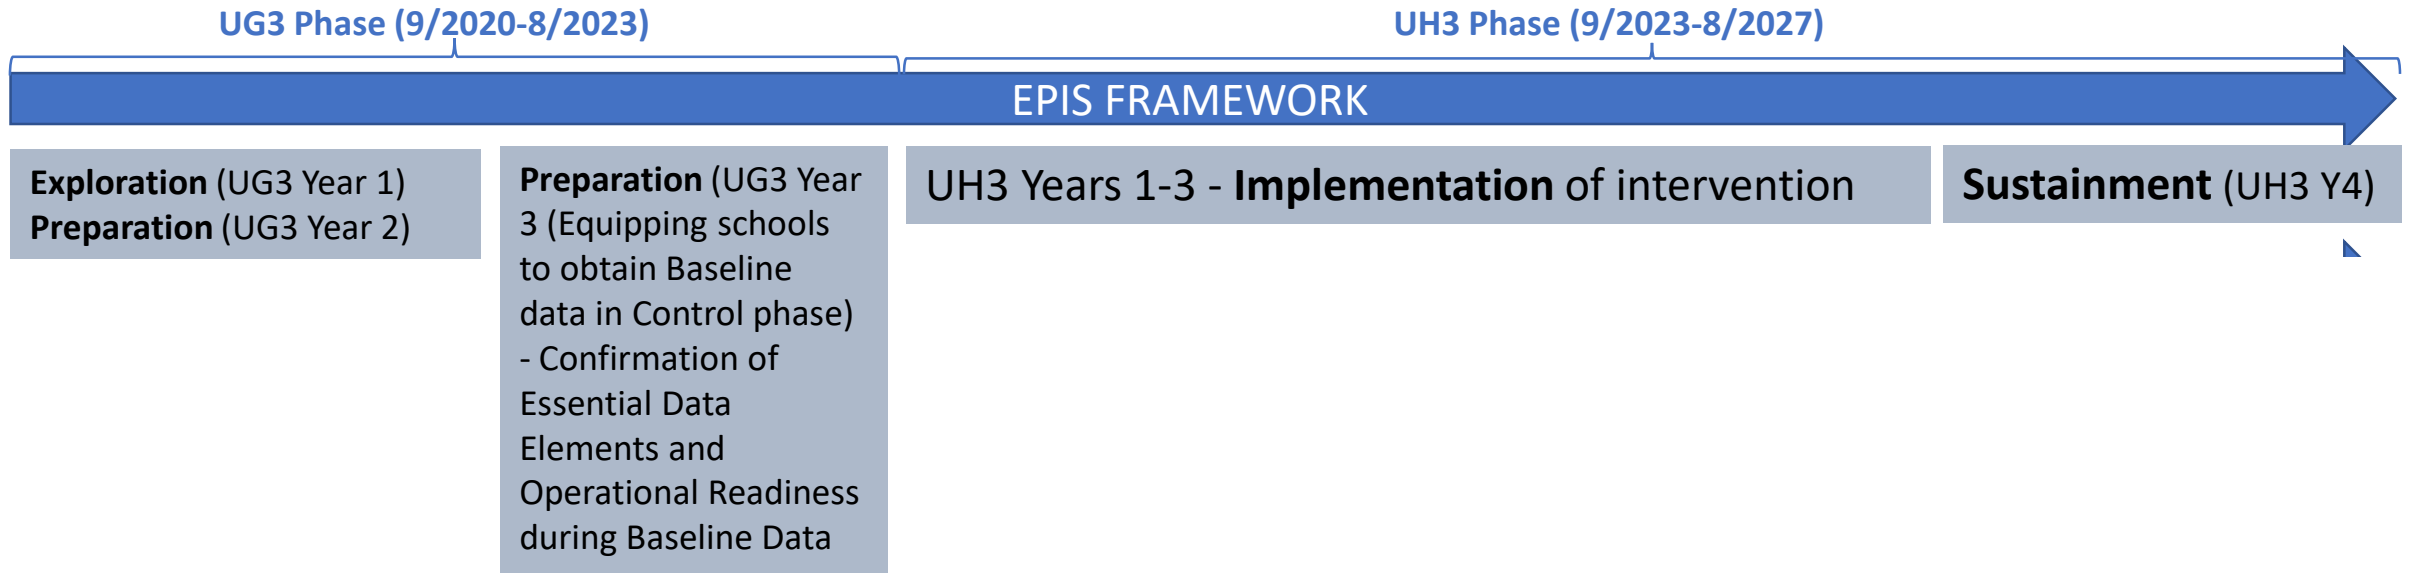 UG3 Phase (9/2020-8/2023)
UH3 Phase (9/2023-8/2027)
EPIS FRAMEWORK
Exploration (UG3 Year 1)
Preparation (UG3 Year 2)
Preparation (UG3 Year
3 (Equipping schools
to obtain Baseline
data in Control phase)
- Confirmation of
Essential Data
Elements and
Operational Readiness
during Baseline Data
UH3 Years 1-3 - Implementation of intervention
Sustainment (UH3 Y4)